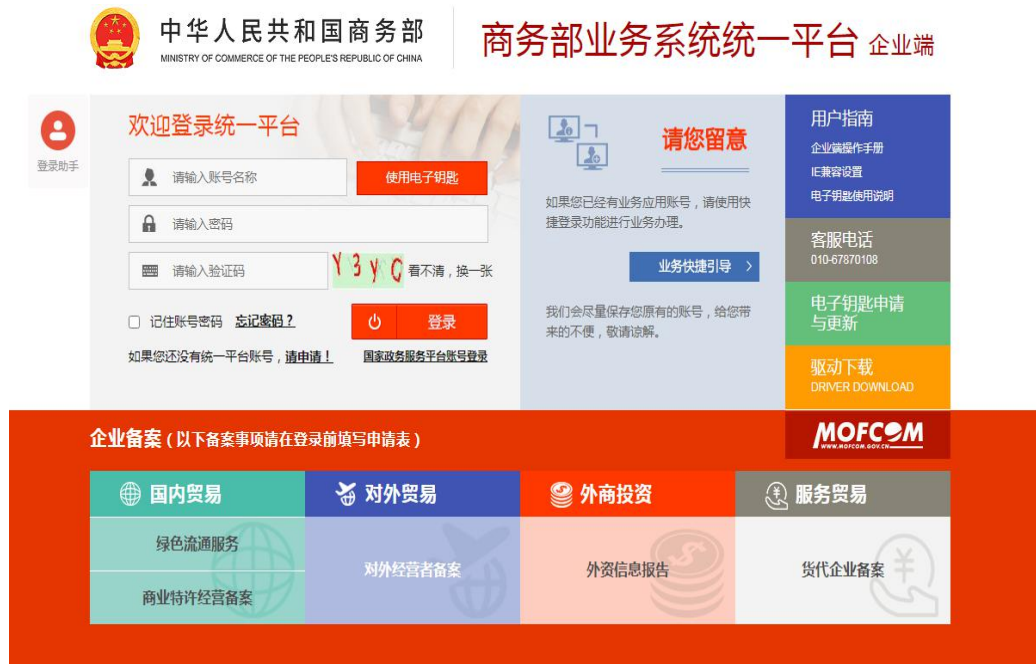 中华人民共和国商务部
MINISTRY OF COMMERCE OF THE PEOPLE'S REPUBLIC OF CHINA
商务部业务系统统一平台 企业端
登录助手
欢迎登录统一平台
请输入账号名称
使用电子钥匙
请输入密码
请输入验证码
Y3yC
看不清，换一张
记住账号密码 忘记密码？
登录
如果您还没有统一平台账号，请申请！
国家政务服务平台账号登录
请您留意
如果您已经有业务应用账号，请使用快
捷登录功能进行业务办理。
业务快捷引导
我们会尽量保存您原有的账号，给您带
来的不便，敬请谅解。
用户指南
企业端操作手册
IE兼容设置
电子钥匙使用说明
客服电话
010-67870108
电子钥匙申请
与更新
驱动下载
DRIVER DOWNLOAD
MOFCOM
WWW.MOFCOM.GOV.CN
企业备案（以下备案事项请在登录前填写申请表）
国内贸易
绿色流通服务
商业特许经营备案
对外贸易
对外经营者备案
外商投资
外资信息报告
服务贸易
货代企业备案